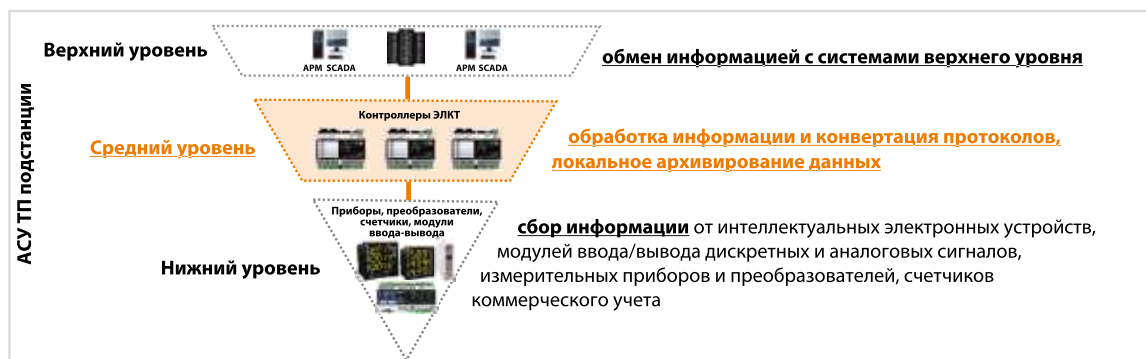 Верхний уровень
АРМ SCADA
АРМ SCADA
обмен информацией с системами верхнего уровня
АСУ ТП подстанции
Контроллеры ЭЛКТ
Средний уровень
обработка информации и конвертация протоколов,
локальное архивирование данных
Приборы, преобразователи,
счетчики, модули
ввода-вывода
Нижний уровень
сбор информации от интеллектуальных электронных устройств,
модулей ввода/вывода дискретных и аналоговых сигналов,
измерительных приборов и преобразователей, счетчиков
коммерческого учета